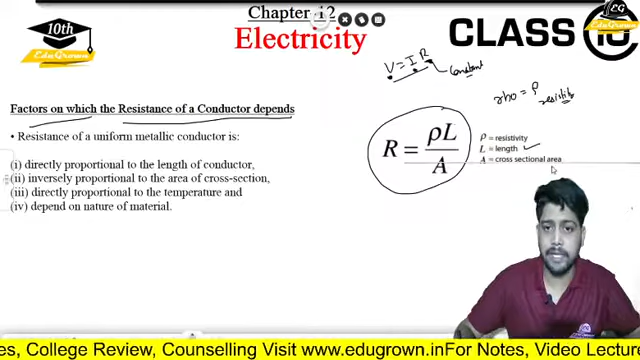 10th
EduGrown
Chapter-12
Electricity
CLASS 10
EG
EduGrown
V = I R
constant
rho = ρ
resistivity
Factors on which the Resistance of a Conductor depends
• Resistance of a uniform metallic conductor is:
(i) directly proportional to the length of conductor,
(ii) inversely proportional to the area of cross-section,
(iii) directly proportional to the temperature and
(iv) depend on nature of material.
R = ρL / A
ρ = resistivity
L = length
A = cross sectional area
es, College Review, Counselling Visit www.edugrown.inFor Notes, Video Lecture